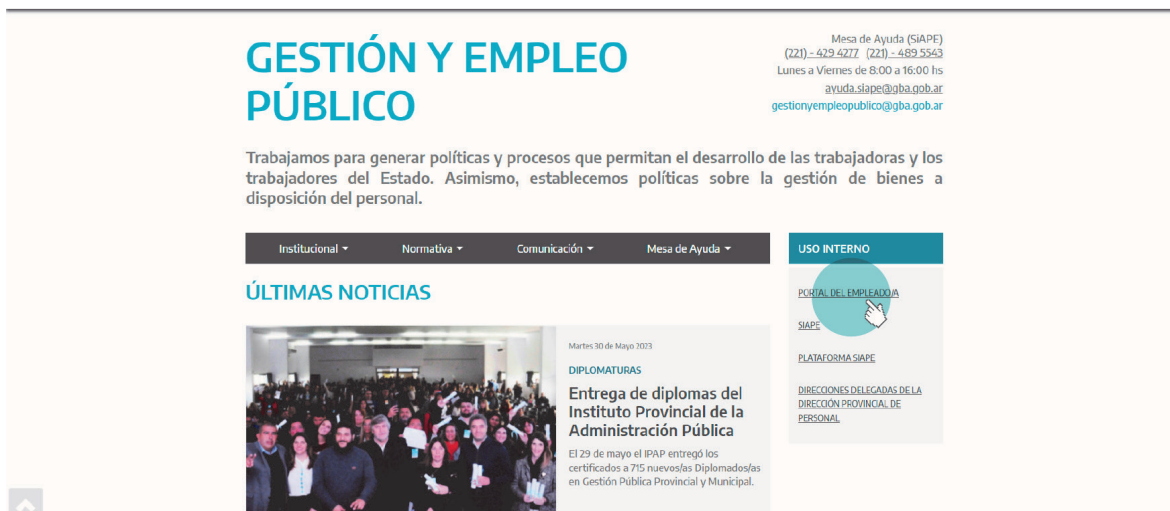 GESTIÓN Y EMPLEO
PÚBLICO
Mesa de Ayuda (SiAPE)
(221) - 429 4277 (221) - 489 5543
Lunes a Viernes de 8:00 a 16:00 hs
ayuda.siape@gba.gob.ar
gestionyempleopublico@gba.gob.ar
Trabajamos para generar políticas y procesos que permitan el desarrollo de las trabajadoras y los
trabajadores del Estado. Asimismo, establecemos políticas sobre la gestión de bienes a
disposición del personal.
Institucional Normativa Comunicación Mesa de Ayuda
USO INTERNO
PORTAL DEL EMPLEADO/A
SIAPE
PLATAFORMA SIAPE
DIRECCIONES DELEGADAS DE LA
DIRECCIÓN PROVINCIAL DE
PERSONAL
ÚLTIMAS NOTICIAS
Martes 30 de Mayo 2023
DIPLOMATURAS
Entrega de diplomas del
Instituto Provincial de la
Administración Pública
El 29 de mayo el IPAP entregó los
certificados a 715 nuevos/as Diplomados/as
en Gestión Pública Provincial y Municipal.